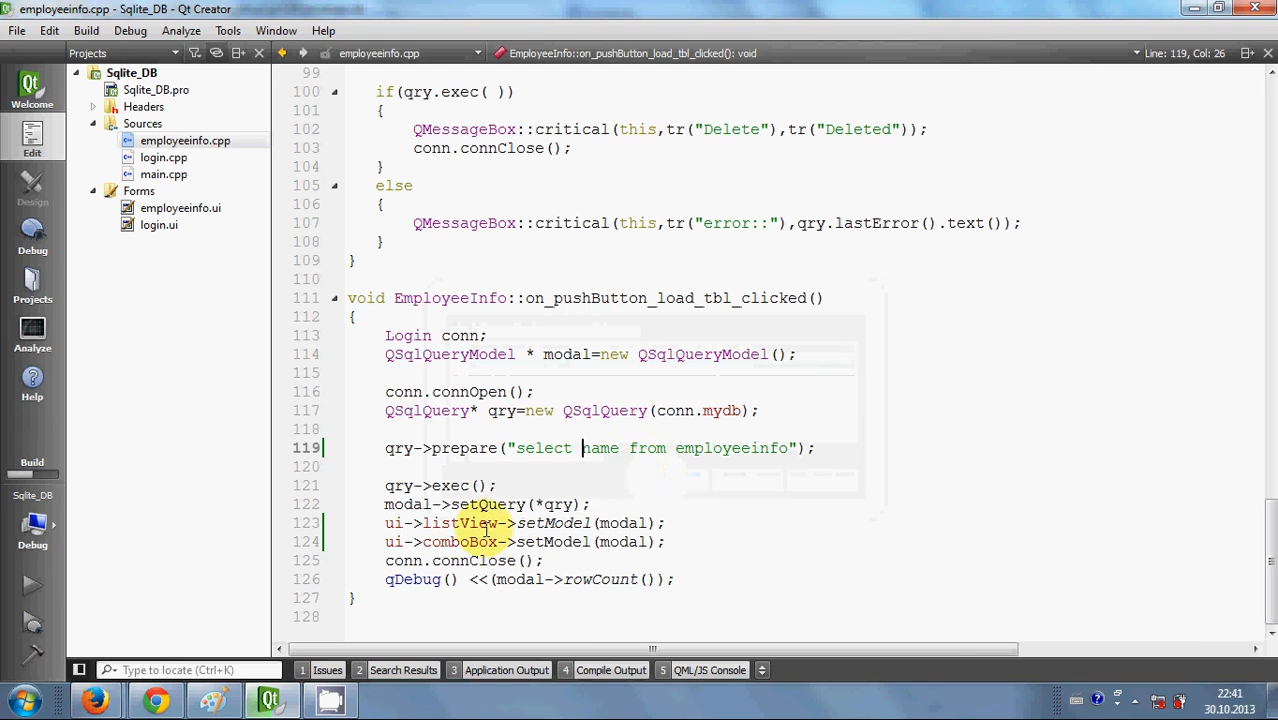 employeeinfo.cpp - Sqlite_DB - Qt Creator
File Edit Build Debug Analyze Tools Window Help
Projects employeeinfo.cpp EmployeeInfo::on_pushButton_load_tbl_clicked(): void Line: 119, Col: 26
Welcome
Edit
Design
Debug
Projects
Analyze
Help
Build
Sqlite_DB
Debug
Sqlite_DB
Sqlite_DB.pro
Headers
Sources
employeeinfo.cpp
login.cpp
main.cpp
Forms
employeeinfo.ui
login.ui
99
100 if(qry.exec( ))
101 {
102 QMessageBox::critical(this,tr("Delete"),tr("Deleted"));
103 conn.connClose();
104 }
105 else
106 {
107 QMessageBox::critical(this,tr("error::"),qry.lastError().text());
108 }
109 }
110
111 void EmployeeInfo::on_pushButton_load_tbl_clicked()
112 {
113 Login conn;
114 QSqlQueryModel * modal=new QSqlQueryModel();
115
116 conn.connOpen();
117 QSqlQuery* qry=new QSqlQuery(conn.mydb);
118
119 qry->prepare("select name from employeeinfo");
120
121 qry->exec();
122 modal->setQuery(*qry);
123 ui->listView->setModel(modal);
124 ui->comboBox->setModel(modal);
125 conn.connClose();
126 qDebug() <<(modal->rowCount());
127 }
128
Type to locate (Ctrl+K) 1 Issues 2 Search Results 3 Application Output 4 Compile Output 5 QML/JS Console
22:41
30.10.2013